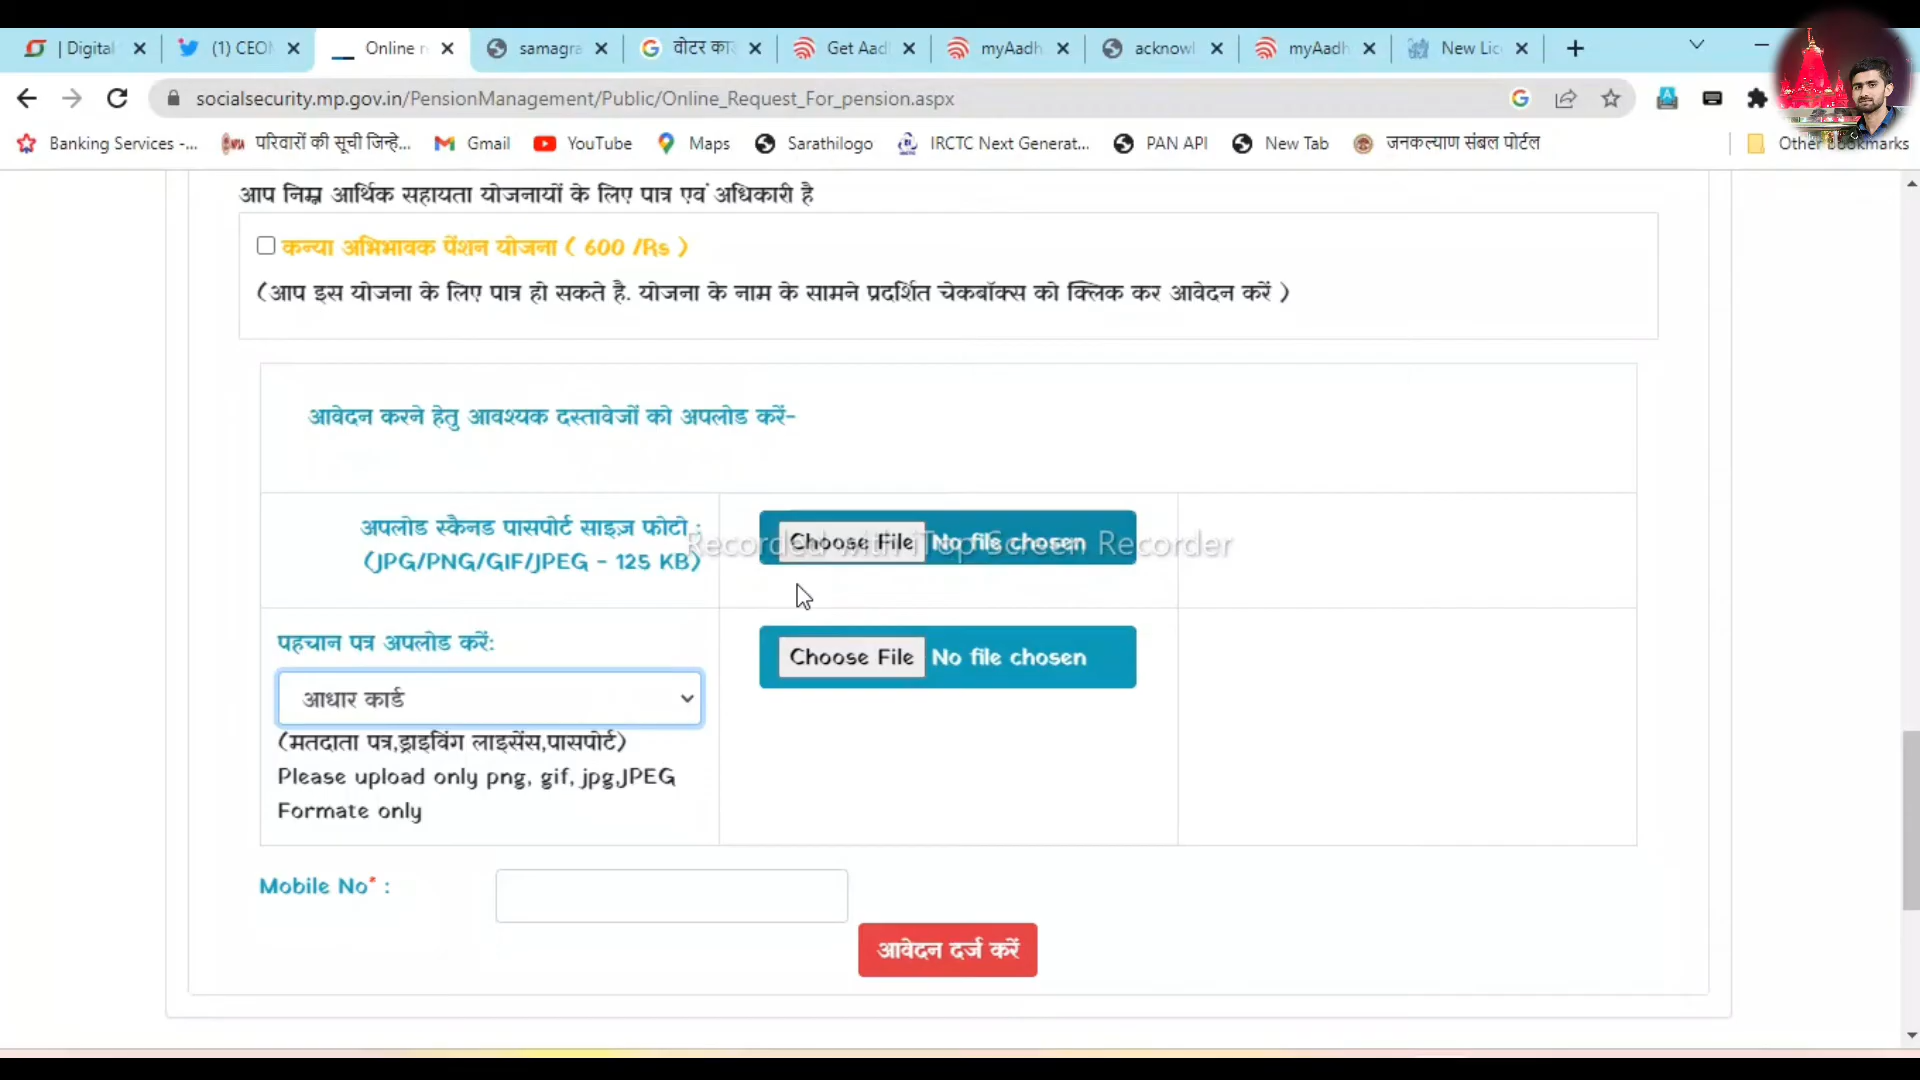 | Digital
(1) CEO
Online r
samagra
वोटर का
Get Aad
myAadh
acknowl
myAadh
New Lic
socialsecurity.mp.gov.in/PensionManagement/Public/Online_Request_For_pension.aspx
Banking Services -...
परिवारों की सूची जिन्हे...
Gmail
YouTube
Maps
Sarathilogo
IRCTC Next Generat...
PAN API
New Tab
जनकल्याण संबल पोर्टल
Other bookmarks
आप निम्न आर्थिक सहायता योजनायों के लिए पात्र एवं अधिकारी है
कन्या अभिभावक पेंशन योजना ( 600 /Rs )
(आप इस योजना के लिए पात्र हो सकते है. योजना के नाम के सामने प्रदर्शित चेकबॉक्स को क्लिक कर आवेदन करें )
आवेदन करने हेतु आवश्यक दस्तावेजों को अपलोड करें-
अपलोड स्कैनड पासपोर्ट साइज़ फोटो :
(JPG/PNG/GIF/JPEG - 125 KB)
Choose File No file chosen
Recorded with iTop Screen Recorder
पहचान पत्र अपलोड करें:
Choose File No file chosen
आधार कार्ड
(मतदाता पत्र,ड्राइविंग लाइसेंस,पासपोर्ट)
Please upload only png, gif, jpg,JPEG
Formate only
Mobile No* :
आवेदन दर्ज करें